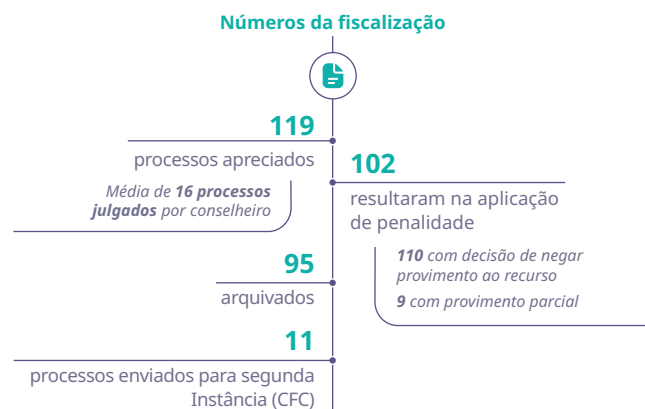 Números da fiscalização
119
processos apreciados
Média de 16 processos
julgados por conselheiro
102
resultaram na aplicação
de penalidade
110 com decisão de negar
provimento ao recurso
9 com provimento parcial
95
arquivados
11
processos enviados para segunda
Instância (CFC)